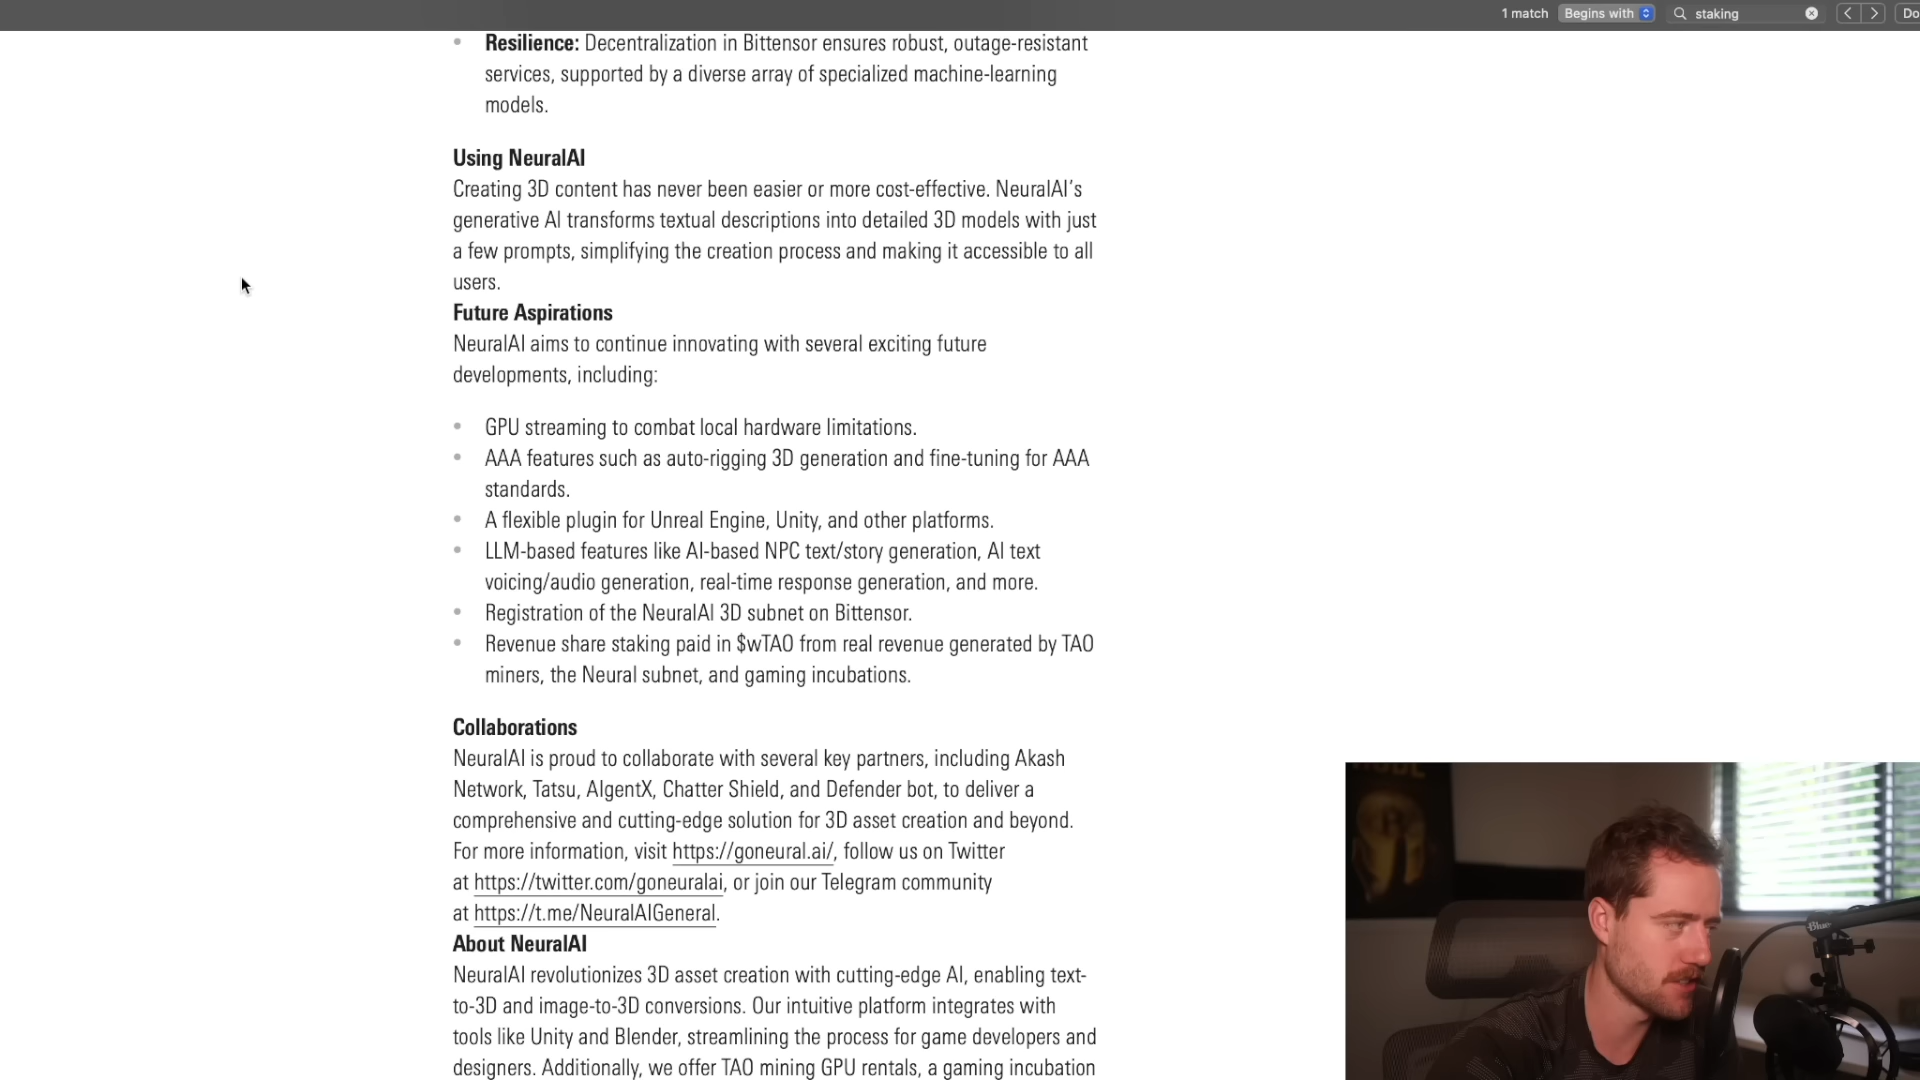 1 match Begins with staking
• Resilience: Decentralization in Bittensor ensures robust, outage-resistant
services, supported by a diverse array of specialized machine-learning
models.
Using NeuralAI
Creating 3D content has never been easier or more cost-effective. NeuralAI's
generative AI transforms textual descriptions into detailed 3D models with just
a few prompts, simplifying the creation process and making it accessible to all
users.
Future Aspirations
NeuralAI aims to continue innovating with several exciting future
developments, including:
• GPU streaming to combat local hardware limitations.
• AAA features such as auto-rigging 3D generation and fine-tuning for AAA
standards.
• A flexible plugin for Unreal Engine, Unity, and other platforms.
• LLM-based features like AI-based NPC text/story generation, AI text
voicing/audio generation, real-time response generation, and more.
• Registration of the NeuralAI 3D subnet on Bittensor.
• Revenue share staking paid in $wTAO from real revenue generated by TAO
miners, the Neural subnet, and gaming incubations.
Collaborations
NeuralAI is proud to collaborate with several key partners, including Akash
Network, Tatsu, AIgentX, Chatter Shield, and Defender bot, to deliver a
comprehensive and cutting-edge solution for 3D asset creation and beyond.
For more information, visit https://goneural.ai/, follow us on Twitter
at https://twitter.com/goneuralai, or join our Telegram community
at https://t.me/NeuralAIGeneral.
About NeuralAI
NeuralAI revolutionizes 3D asset creation with cutting-edge AI, enabling text-
to-3D and image-to-3D conversions. Our intuitive platform integrates with
tools like Unity and Blender, streamlining the process for game developers and
designers. Additionally, we offer TAO mining GPU rentals, a gaming incubation
Blue